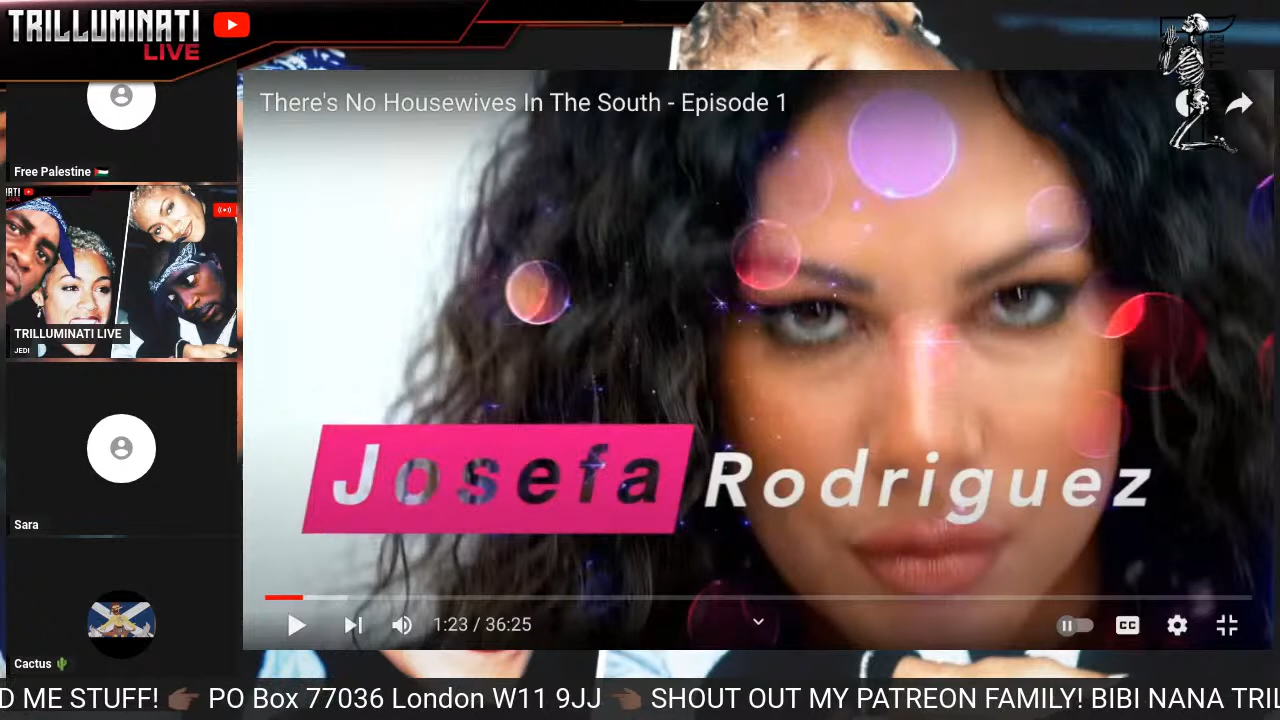 TRILLUMINATI
LIVE
There's No Housewives In The South - Episode 1
Free Palestine 🇵🇸
TRILLUMINATI LIVE
JEDI
Josefa Rodriguez
Sara
1:23 / 36:25
CC
Cactus 🌵
D ME STUFF! 👉🏾 PO Box 77036 London W11 9JJ 👈🏾 SHOUT OUT MY PATREON FAMILY! BIBI NANA TRIL